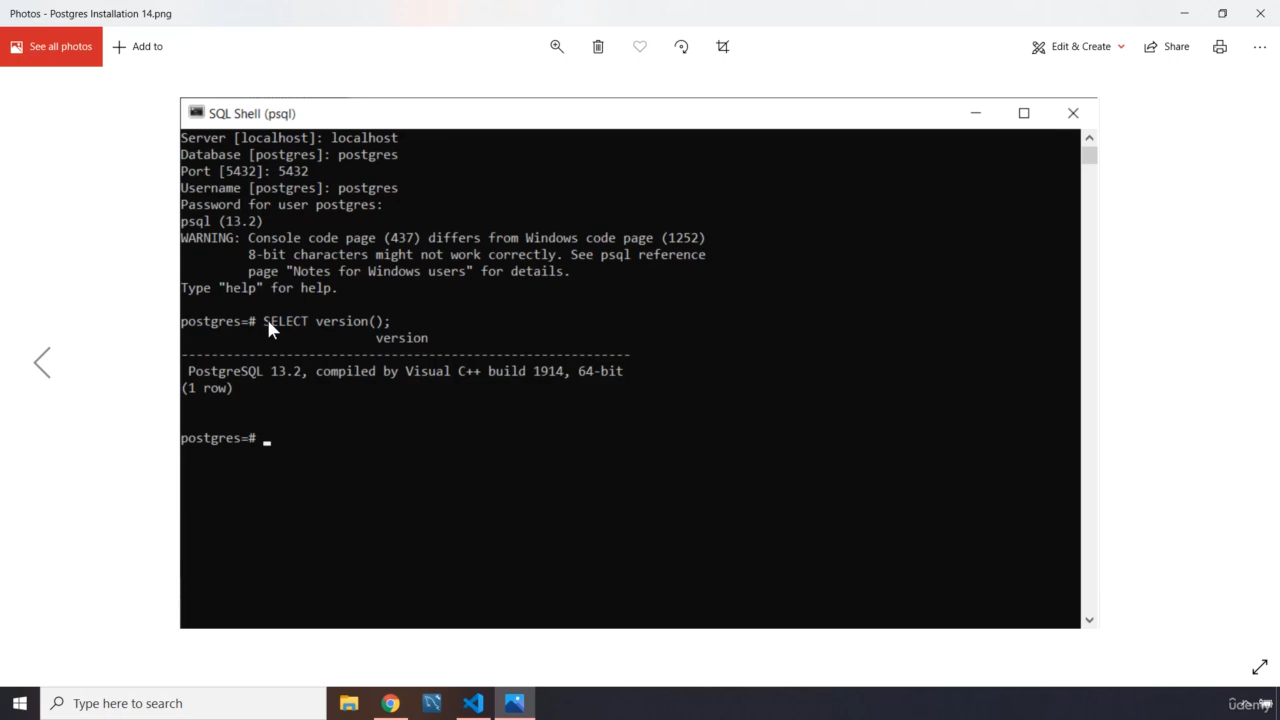 Photos - Postgres Installation 14.png
See all photos
Add to
Edit & Create
Share
SQL Shell (psql)
Server [localhost]: localhost
Database [postgres]: postgres
Port [5432]: 5432
Username [postgres]: postgres
Password for user postgres:
psql (13.2)
WARNING: Console code page (437) differs from Windows code page (1252)
8-bit characters might not work correctly. See psql reference
page "Notes for Windows users" for details.
Type "help" for help.
postgres=# SELECT version();
version
--------------------------------------------------------------
PostgreSQL 13.2, compiled by Visual C++ build 1914, 64-bit
(1 row)
postgres=#
Type here to search
udemy